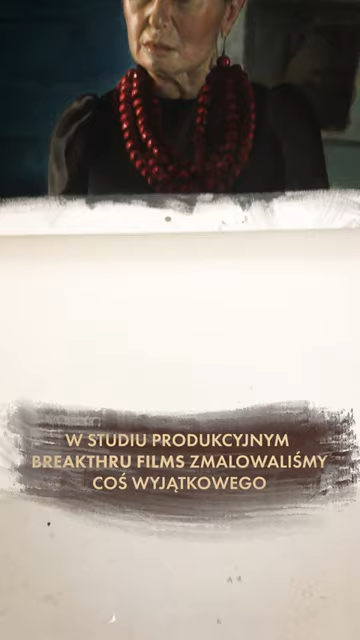 W STUDIU PRODUKCYJNYM
BREAKTHRU FILMS ZMALOWALIŚMY
COŚ WYJĄTKOWEGO